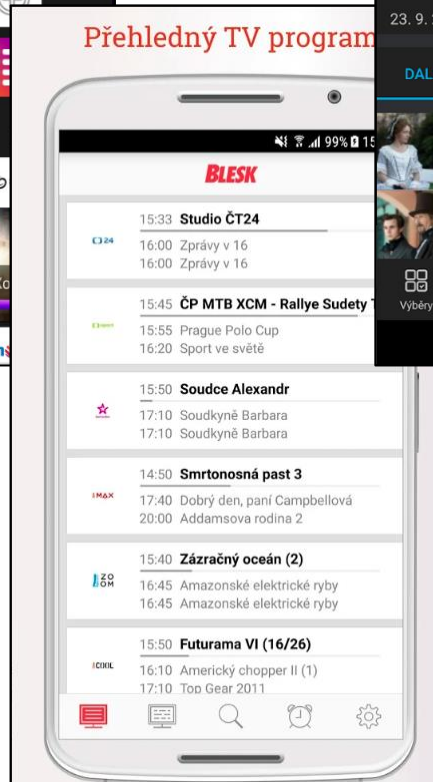 Přehledný TV program
23. 9.
DAL
99% 15
BLESK
24
15:33 Studio ČT24
16:00 Zprávy v 16
16:00 Zprávy v 16
15:45 ČP MTB XCM - Rallye Sudety
15:55 Prague Polo Cup
16:20 Sport ve světě
Výběry
15:50 Soudce Alexandr
17:10 Soudkyně Barbara
17:10 Soudkyně Barbara
MAX
14:50 Smrtonosná past 3
17:40 Dobrý den, paní Campbellová
20:00 Addamsova rodina 2
ZOOM
15:40 Zázračný oceán (2)
16:45 Amazonské elektrické ryby
16:45 Amazonské elektrické ryby
COOL
15:50 Futurama VI (16/26)
16:10 Americký chopper II (1)
17:10 Top Gear 2011